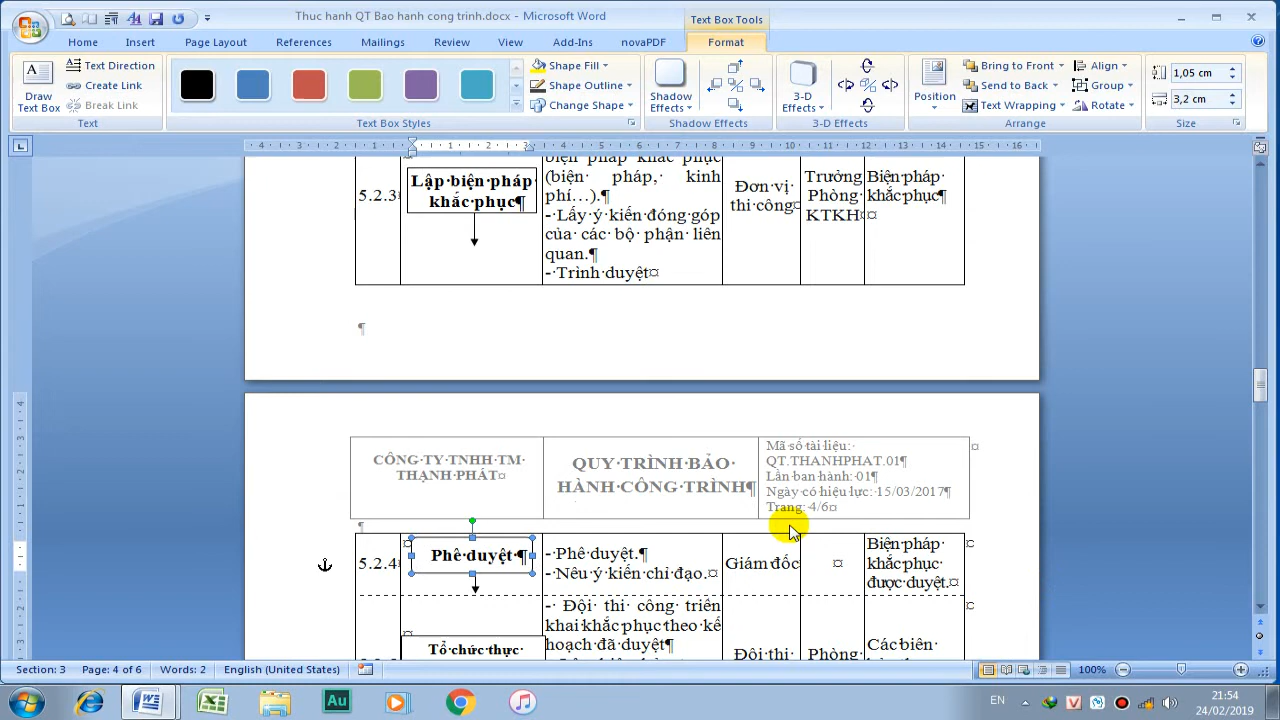 Thuc hanh QT Bao hanh cong trinh.docx - Microsoft Word
Text Box Tools
Home Insert Page Layout References Mailings Review View Add-Ins novaPDF Format
Draw Text Box
Text Direction
Create Link
Break Link
Text
Shape Fill
Shape Outline
Change Shape
Text Box Styles
Shadow Effects
Shadow Effects
3-D Effects
3-D Effects
Position
Bring to Front
Send to Back
Text Wrapping
Align
Group
Rotate
Arrange
1,05 cm
3,2 cm
Size
5.2.3
Lập biện pháp
khắc phục¶
biện pháp khắc phục
(biện pháp, kinh
phí…).¶
- Lấy ý kiến đóng góp
của các bộ phận liên
quan.¶
- Trình duyệt¤
Đơn vị
thi công¤
Trưởng
Phòng
KTKH¤
Biện pháp
khắc phục¶
¤
¶
CÔNG TY TNHH TM
THẠNH PHÁT¤
QUY TRÌNH BẢO
HÀNH CÔNG TRÌNH¶
Mã số tài liệu:
QT.THANHPHAT.01¶
Lần ban hành: 01¶
Ngày có hiệu lực: 15/03/2017¶
Trang: 4/6¤
¤
¶
5.2.4
Phê duyệt ¶
- Phê duyệt.¶
- Nêu ý kiến chỉ đạo.¤
Giám đốc
¤
Biện pháp
khắc phục
được duyệt.¤
Tổ chức thực
- Đội thi công triển
khai khắc phục theo kế
hoạch đã duyệt¶
Đội thi
Phòng
Các biên
Section: 3 Page: 4 of 6 Words: 2 English (United States) 100%
EN
21:54
24/02/2019